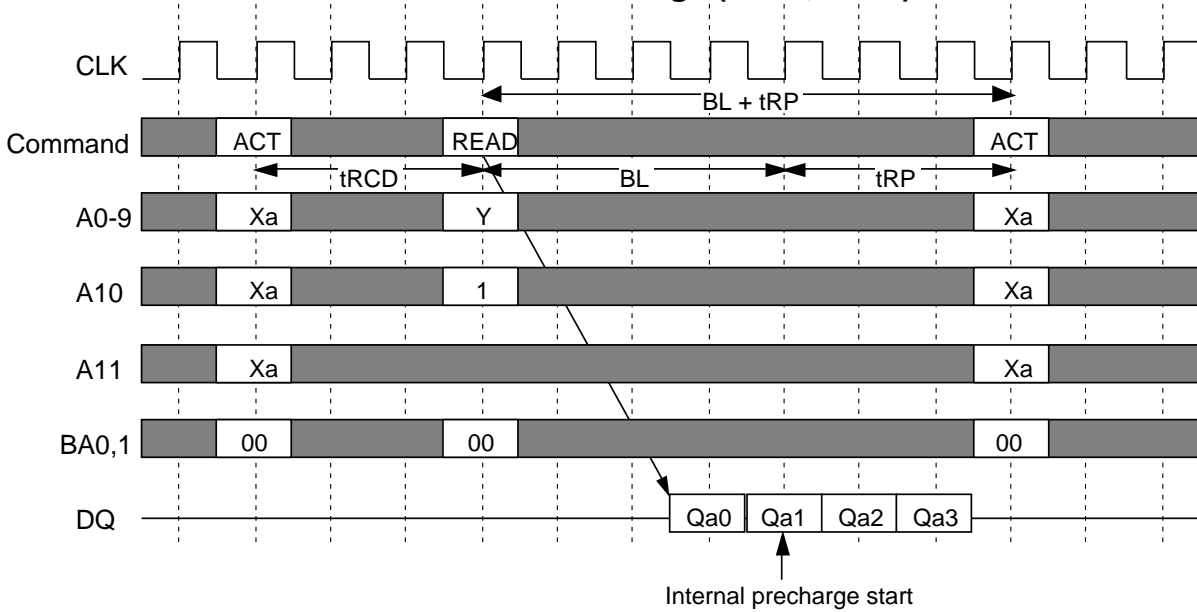 CLK
BL + tRP
Command ACT READ ACT
tRCD BL tRP
A0-9 Xa Y Xa
A10 Xa 1 Xa
A11 Xa Xa
BA0,1 00 00 00
DQ Qa0 Qa1 Qa2 Qa3
Internal precharge start